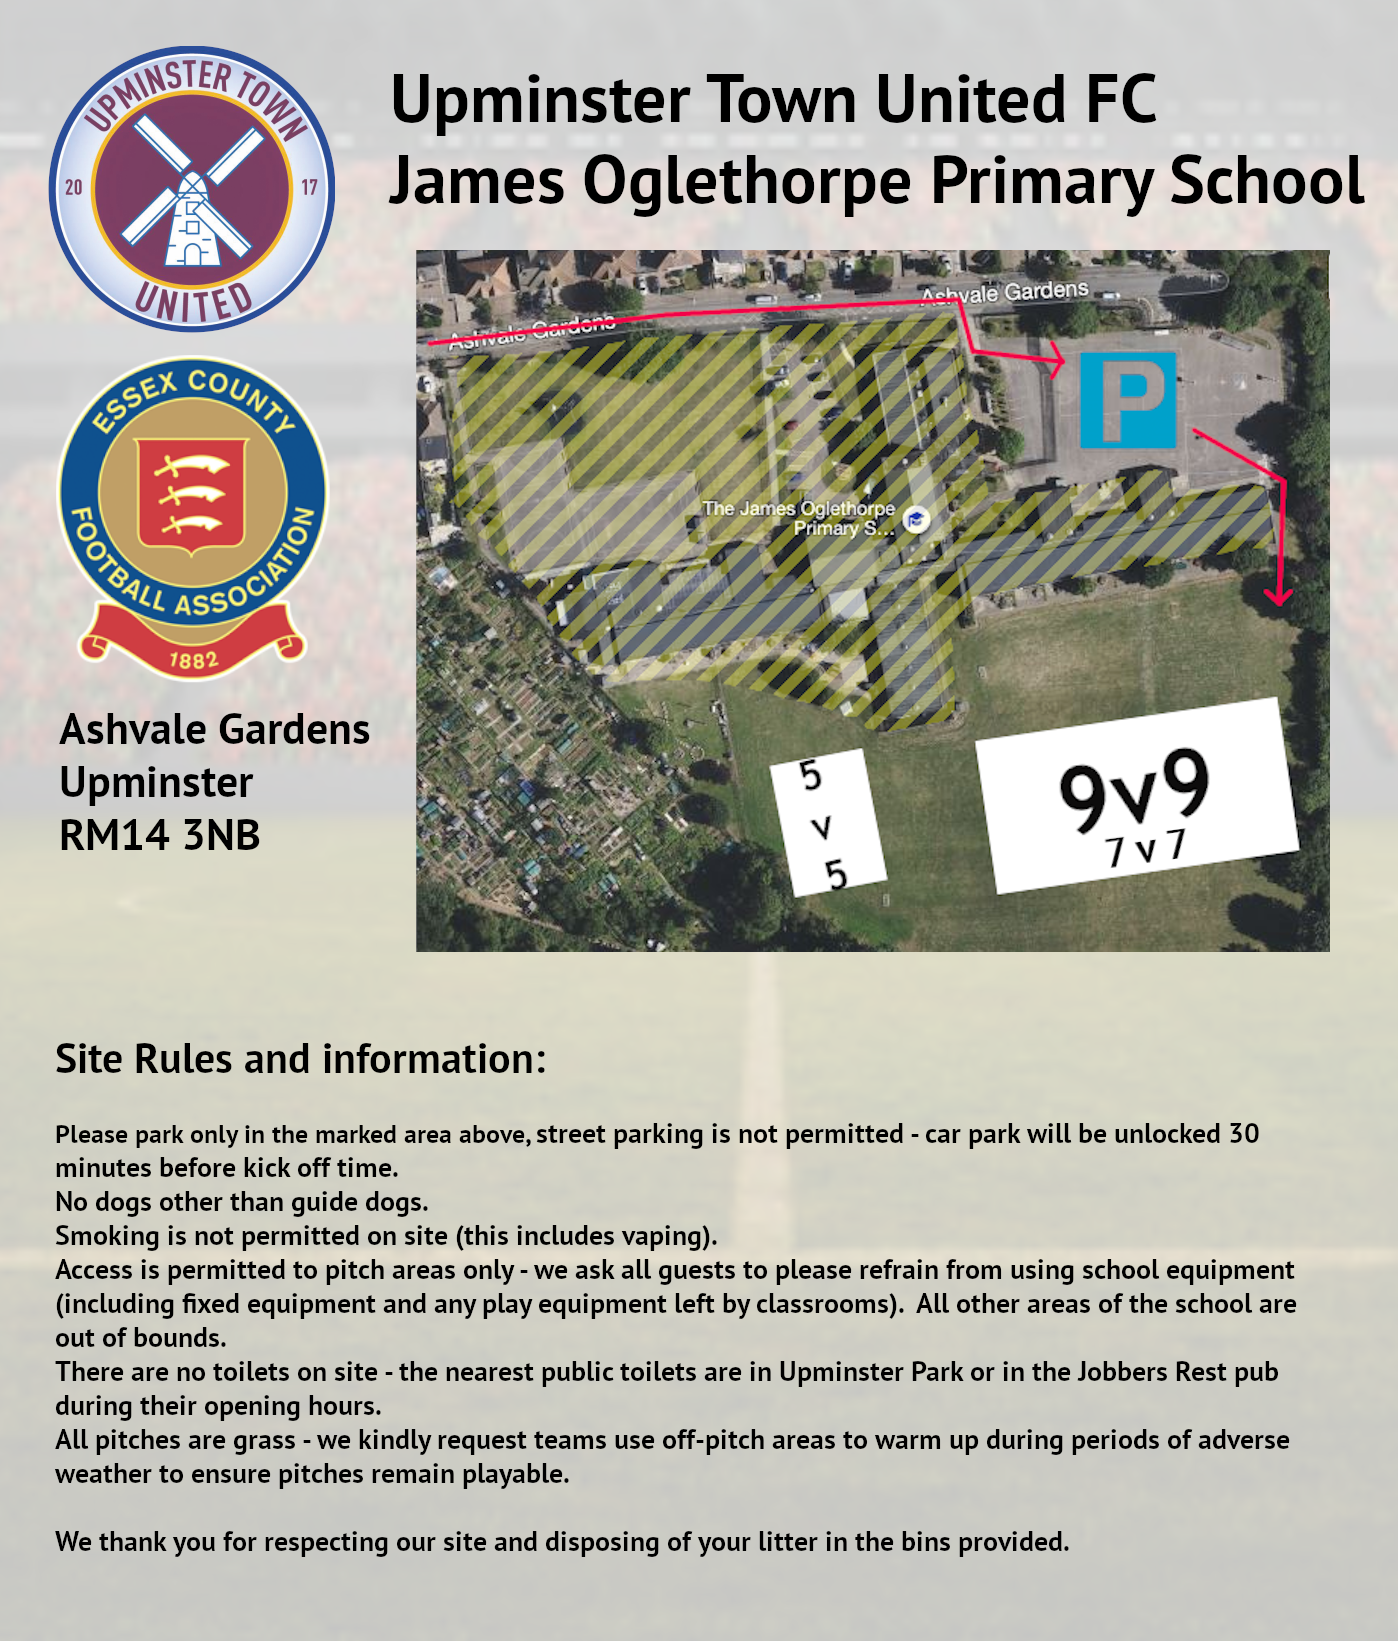 UPMINSTER TOWN
20 17
UNITED
Upminster Town United FC
James Oglethorpe Primary School
ESSEX COUNTY
FOOTBALL ASSOCIATION
1882
Ashvale Gardens
Upminster
RM14 3NB
Ashvale Gardens
Ashvale Gardens
P
The James Oglethorpe
Primary S...
5
v
5
9v9
7 v 7
Site Rules and information:
Please park only in the marked area above, street parking is not permitted - car park will be unlocked 30
minutes before kick off time.
No dogs other than guide dogs.
Smoking is not permitted on site (this includes vaping).
Access is permitted to pitch areas only - we ask all guests to please refrain from using school equipment
(including fixed equipment and any play equipment left by classrooms).  All other areas of the school are
out of bounds.
There are no toilets on site - the nearest public toilets are in Upminster Park or in the Jobbers Rest pub
during their opening hours.
All pitches are grass - we kindly request teams use off-pitch areas to warm up during periods of adverse
weather to ensure pitches remain playable.
We thank you for respecting our site and disposing of your litter in the bins provided.